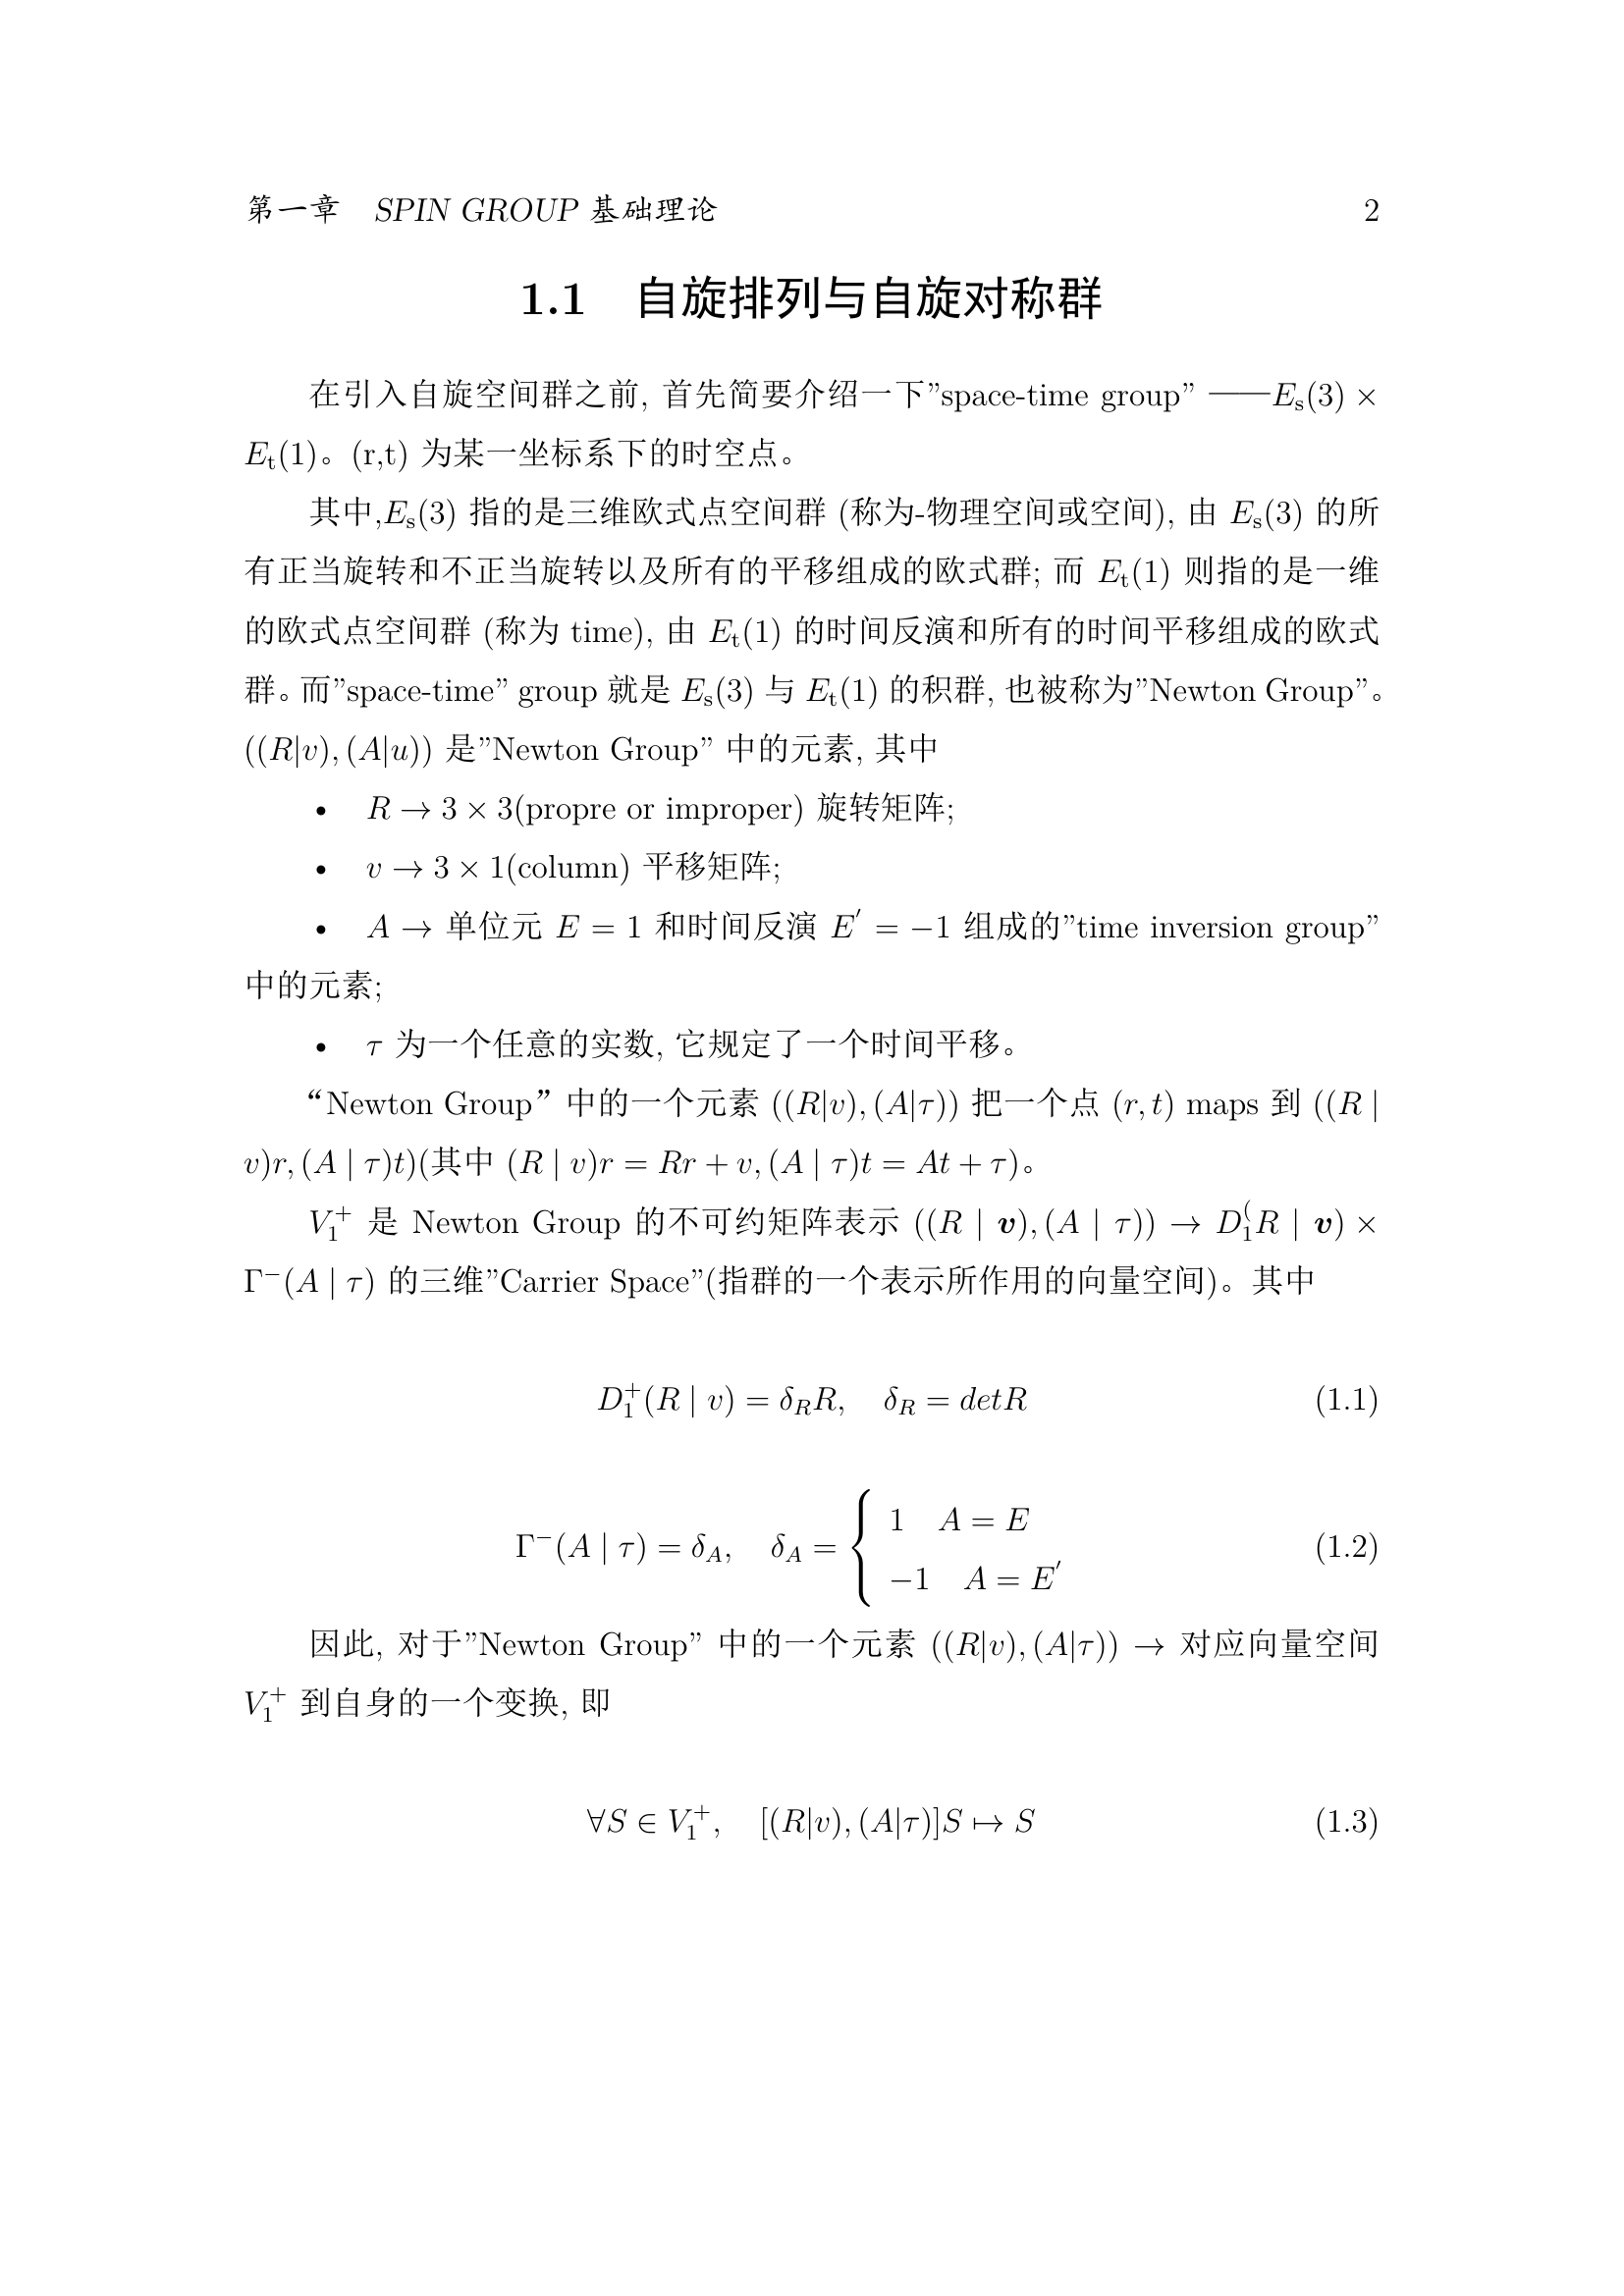 第一章 SPIN GROUP 基础理论 2
1.1 自旋排列与自旋对称群
在引入自旋空间群之前, 首先简要介绍一下”space-time group” ——$E_{\mathrm{s}}(3) \times$
$E_{\mathrm{t}}(1)$。(r,t) 为某一坐标系下的时空点。
其中,$E_{\mathrm{s}}(3)$ 指的是三维欧式点空间群 (称为-物理空间或空间), 由 $E_{\mathrm{s}}(3)$ 的所
有正当旋转和不正当旋转以及所有的平移组成的欧式群; 而 $E_{\mathrm{t}}(1)$ 则指的是一维
的欧式点空间群 (称为 time), 由 $E_{\mathrm{t}}(1)$ 的时间反演和所有的时间平移组成的欧式
群。而”space-time” group 就是 $E_{\mathrm{s}}(3)$ 与 $E_{\mathrm{t}}(1)$ 的积群, 也被称为”Newton Group”。
$((R|v), (A|u))$ 是”Newton Group” 中的元素, 其中
• $R \to 3 \times 3$(propre or improper) 旋转矩阵;
• $v \to 3 \times 1$(column) 平移矩阵;
• $A \to$ 单位元 $E = 1$ 和时间反演 $E^{'} = -1$ 组成的”time inversion group”
中的元素;
• $\tau$ 为一个任意的实数, 它规定了一个时间平移。
“Newton Group”中的一个元素 $((R|v), (A|\tau))$ 把一个点 $(r, t)$ maps 到 $((R \mid$
$v)r, (A \mid \tau)t)$(其中 $(R \mid v)r = Rr + v, (A \mid \tau)t = At + \tau)$。
$V_1^+$ 是 Newton Group 的不可约矩阵表示 $((R \mid \boldsymbol{v}), (A \mid \tau)) \to D_1^( R \mid \boldsymbol{v}) \times$
$\Gamma^-(A \mid \tau)$ 的三维”Carrier Space”(指群的一个表示所作用的向量空间)。其中
$D_1^+(R \mid v) = \delta_R R, \quad \delta_R = detR$ (1.1)
$\Gamma^-(A \mid \tau) = \delta_A, \quad \delta_A = \begin{cases} 1 \quad A = E \\ -1 \quad A = E^{'} \end{cases}$ (1.2)
因此, 对于”Newton Group” 中的一个元素 $((R|v), (A|\tau)) \to$ 对应向量空间
$V_1^+$ 到自身的一个变换, 即
$\forall S \in V_1^+, \quad [(R|v), (A|\tau)]S \mapsto S$ (1.3)